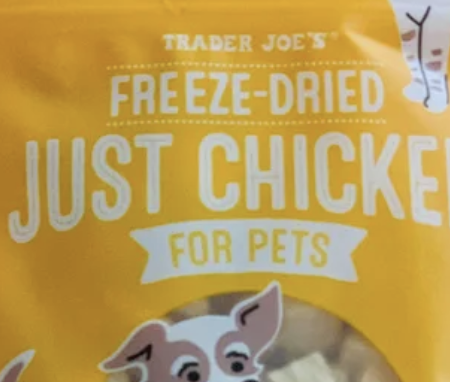 TRADER JOE'S
FREEZE-DRIED
JUST CHICKE
FOR PETS